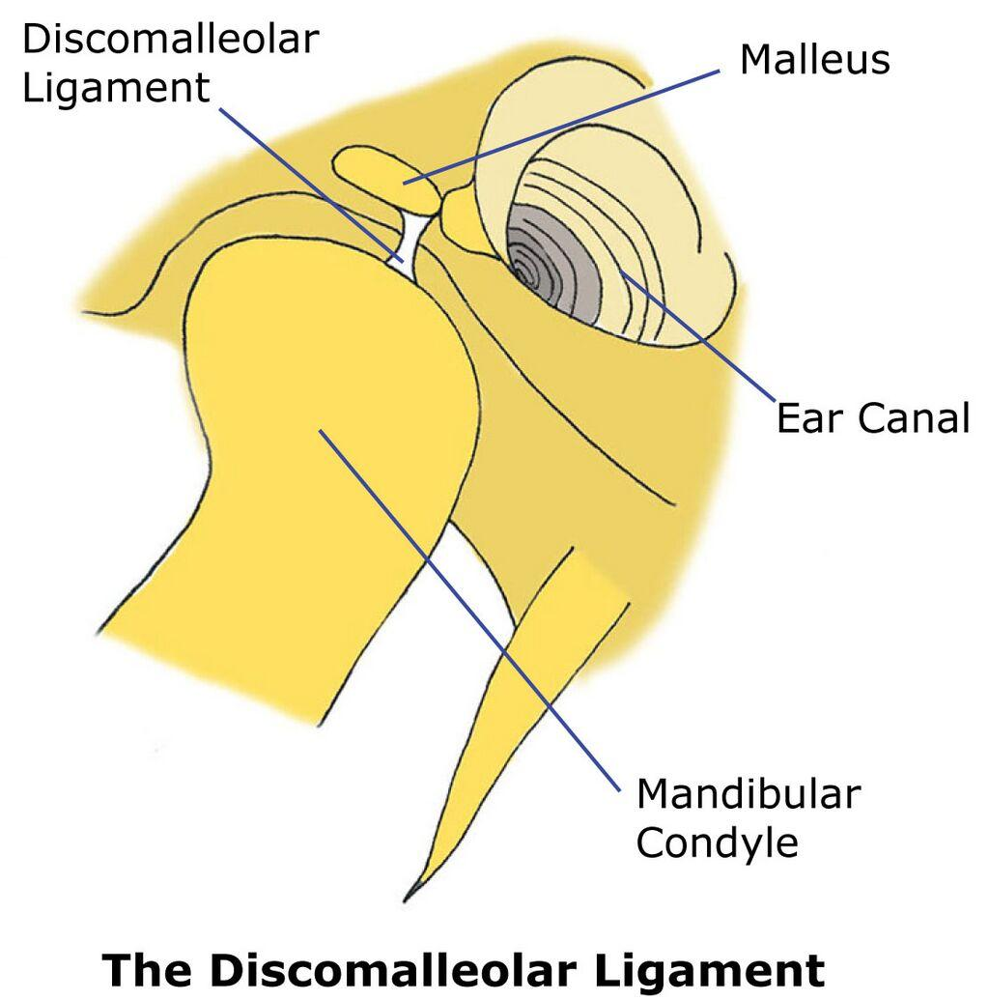 Discomalleolar
Ligament
Malleus
Ear Canal
Mandibular
Condyle
The Discomalleolar Ligament